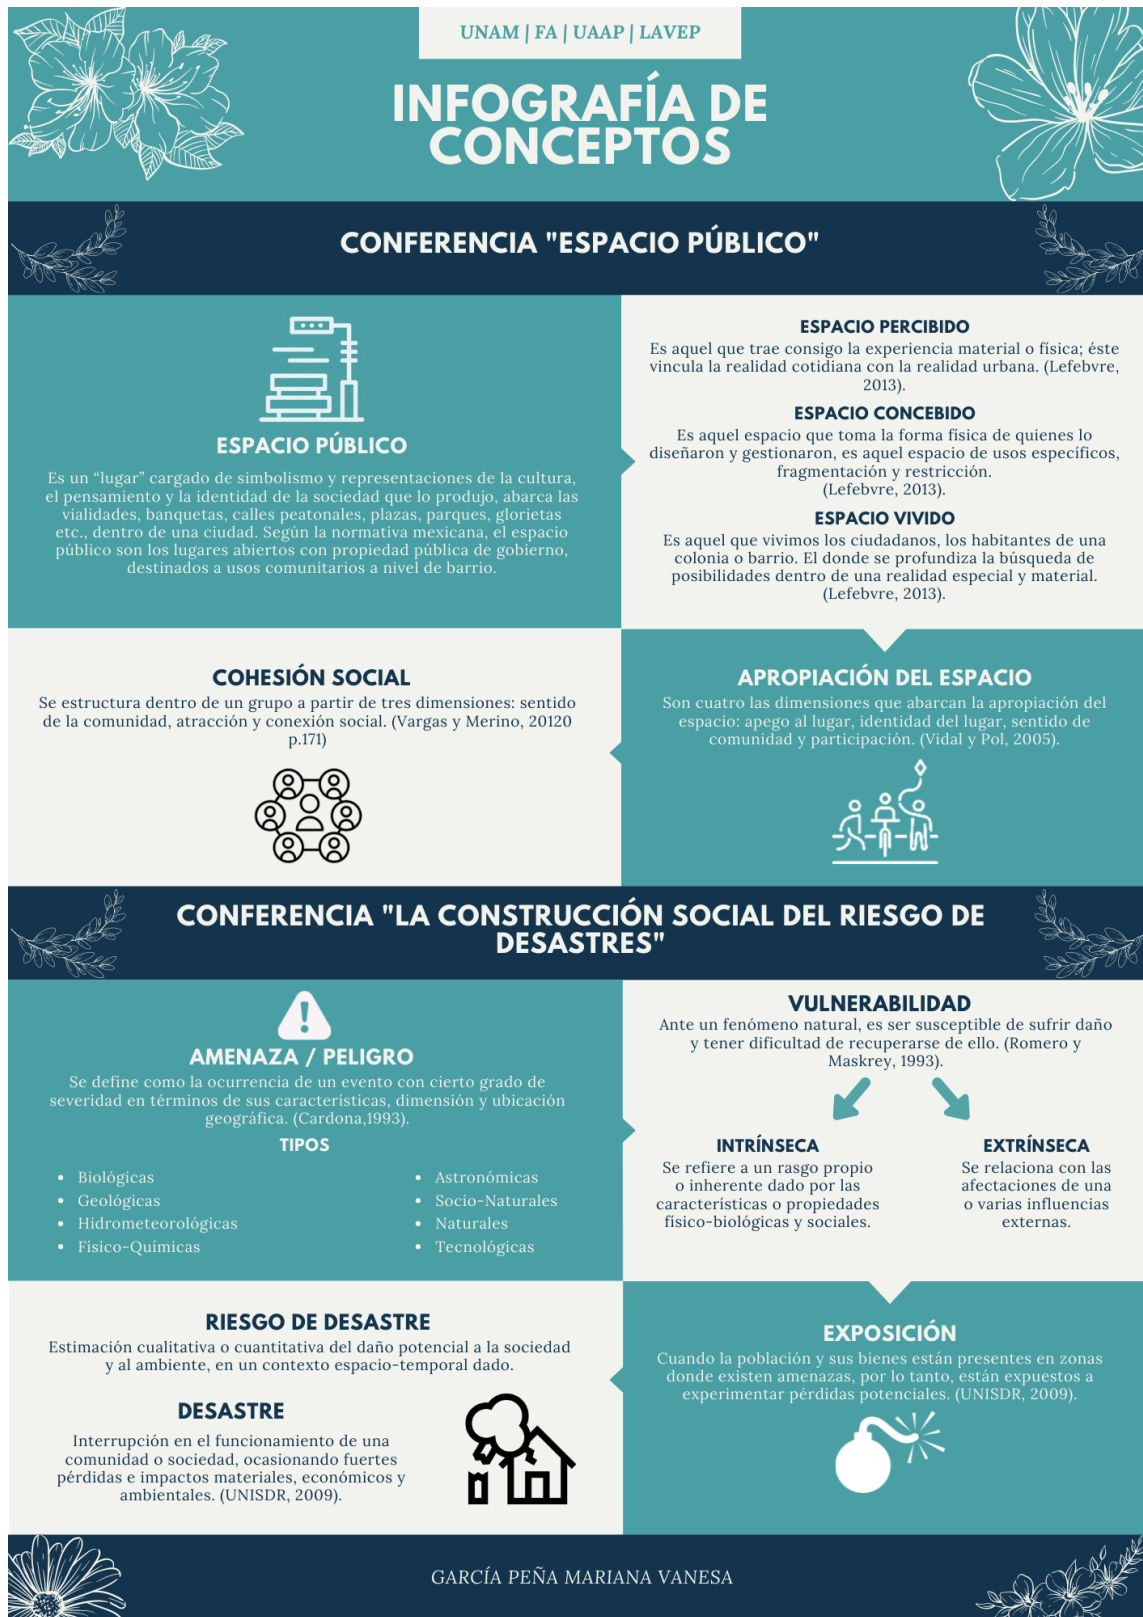 UNAM | FA | UAAP | LAVEP
INFOGRAFÍA DE
CONCEPTOS
CONFERENCIA "ESPACIO PÚBLICO"
ESPACIO PÚBLICO
Es un “lugar” cargado de simbolismo y representaciones de la cultura,
el pensamiento y la identidad de la sociedad que lo produjo, abarca las
vialidades, banquetas, calles peatonales, plazas, parques, glorietas
etc., dentro de una ciudad. Según la normativa mexicana, el espacio
público son los lugares abiertos con propiedad pública de gobierno,
destinados a usos comunitarios a nivel de barrio.
ESPACIO PERCIBIDO
Es aquel que trae consigo la experiencia material o física; éste
vincula la realidad cotidiana con la realidad urbana. (Lefebvre,
2013).
ESPACIO CONCEBIDO
Es aquel espacio que toma la forma física de quienes lo
diseñaron y gestionaron, es aquel espacio de usos específicos,
fragmentación y restricción.
(Lefebvre, 2013).
ESPACIO VIVIDO
Es aquel que vivimos los ciudadanos, los habitantes de una
colonia o barrio. El donde se profundiza la búsqueda de
posibilidades dentro de una realidad especial y material.
(Lefebvre, 2013).
COHESIÓN SOCIAL
Se estructura dentro de un grupo a partir de tres dimensiones: sentido
de la comunidad, atracción y conexión social. (Vargas y Merino, 20120
p.171)
APROPIACIÓN DEL ESPACIO
Son cuatro las dimensiones que abarcan la apropiación del
espacio: apego al lugar, identidad del lugar, sentido de
comunidad y participación. (Vidal y Pol, 2005).
CONFERENCIA "LA CONSTRUCCIÓN SOCIAL DEL RIESGO DE
DESASTRES"
AMENAZA / PELIGRO
Se define como la ocurrencia de un evento con cierto grado de
severidad en términos de sus características, dimensión y ubicación
geográfica. (Cardona,1993).
TIPOS
• Biológicas
• Geológicas
• Hidrometeorológicas
• Físico-Químicas
• Astronómicas
• Socio-Naturales
• Naturales
• Tecnológicas
VULNERABILIDAD
Ante un fenómeno natural, es ser susceptible de sufrir daño
y tener dificultad de recuperarse de ello. (Romero y
Maskrey, 1993).
INTRÍNSECA
Se refiere a un rasgo propio
o inherente dado por las
características o propiedades
físico-biológicas y sociales.
EXTRÍNSECA
Se relaciona con las
afectaciones de una
o varias influencias
externas.
RIESGO DE DESASTRE
Estimación cualitativa o cuantitativa del daño potencial a la sociedad
y al ambiente, en un contexto espacio-temporal dado.
DESASTRE
Interrupción en el funcionamiento de una
comunidad o sociedad, ocasionando fuertes
pérdidas e impactos materiales, económicos y
ambientales. (UNISDR, 2009).
EXPOSICIÓN
Cuando la población y sus bienes están presentes en zonas
donde existen amenazas, por lo tanto, están expuestos a
experimentar pérdidas potenciales. (UNISDR, 2009).
GARCÍA PEÑA MARIANA VANESA